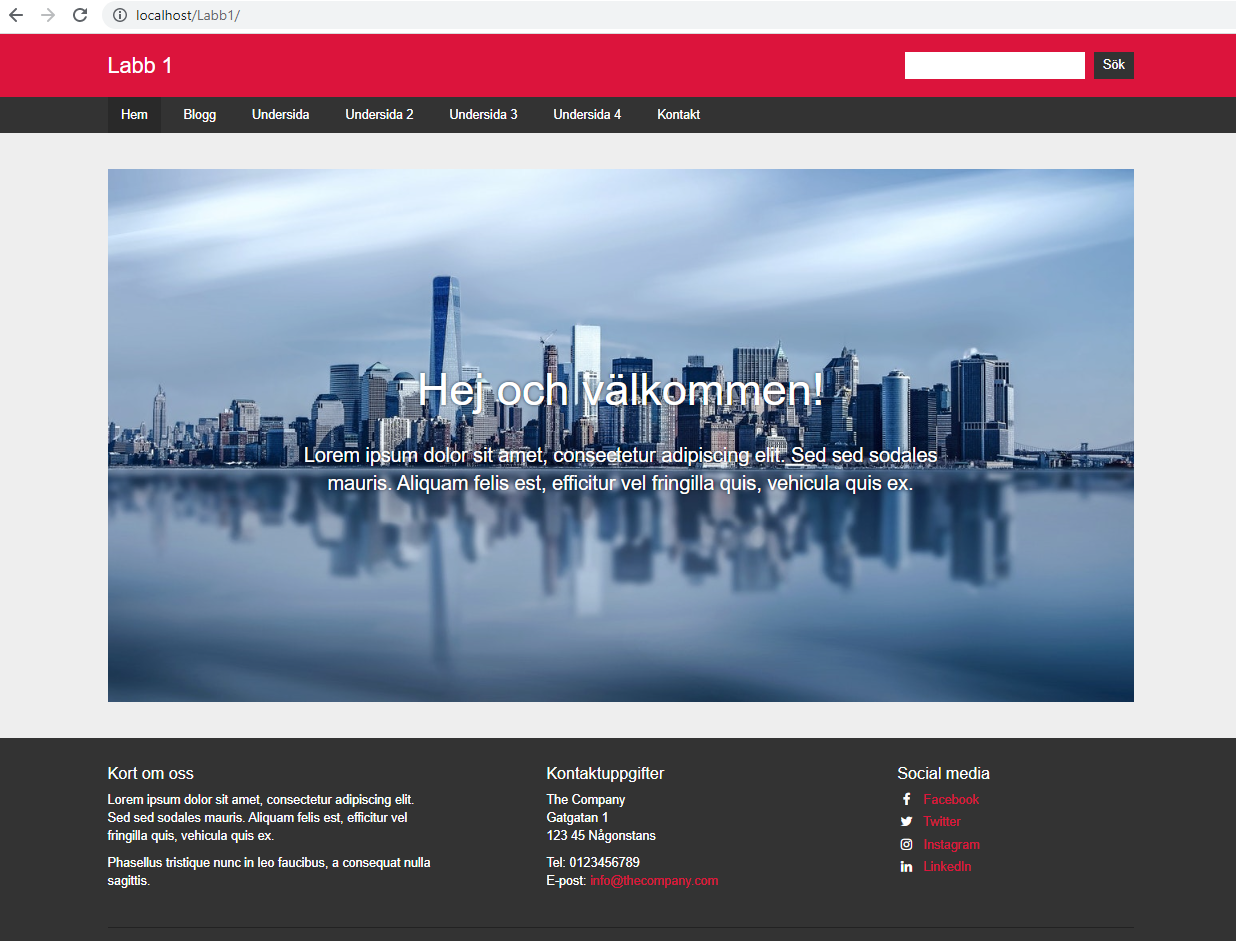 localhost/Labb1/
Labb 1
Sök
Hem Blogg Undersida Undersida 2 Undersida 3 Undersida 4 Kontakt
Hej och välkommen!
Lorem ipsum dolor sit amet, consectetur adipiscing elit. Sed sed sodales
mauris. Aliquam felis est, efficitur vel fringilla quis, vehicula quis ex.
Kort om oss
Lorem ipsum dolor sit amet, consectetur adipiscing elit.
Sed sed sodales mauris. Aliquam felis est, efficitur vel
fringilla quis, vehicula quis ex.
Phasellus tristique nunc in leo faucibus, a consequat nulla
sagittis.
Kontaktuppgifter
The Company
Gatgatan 1
123 45 Någonstans
Tel: 0123456789
E-post: info@thecompany.com
Social media
Facebook
Twitter
Instagram
LinkedIn